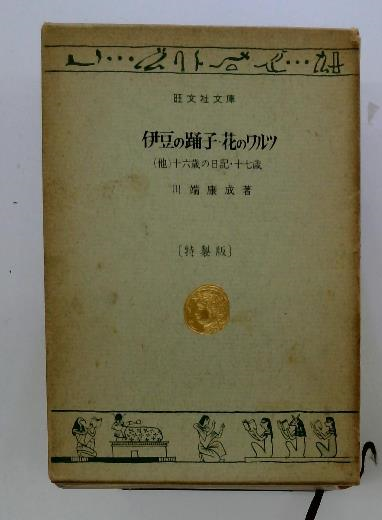 旺文社文庫
伊豆の踊子・花のワルツ
(他)十六歳の日記・十七歳
川端康成著
〔特製版〕